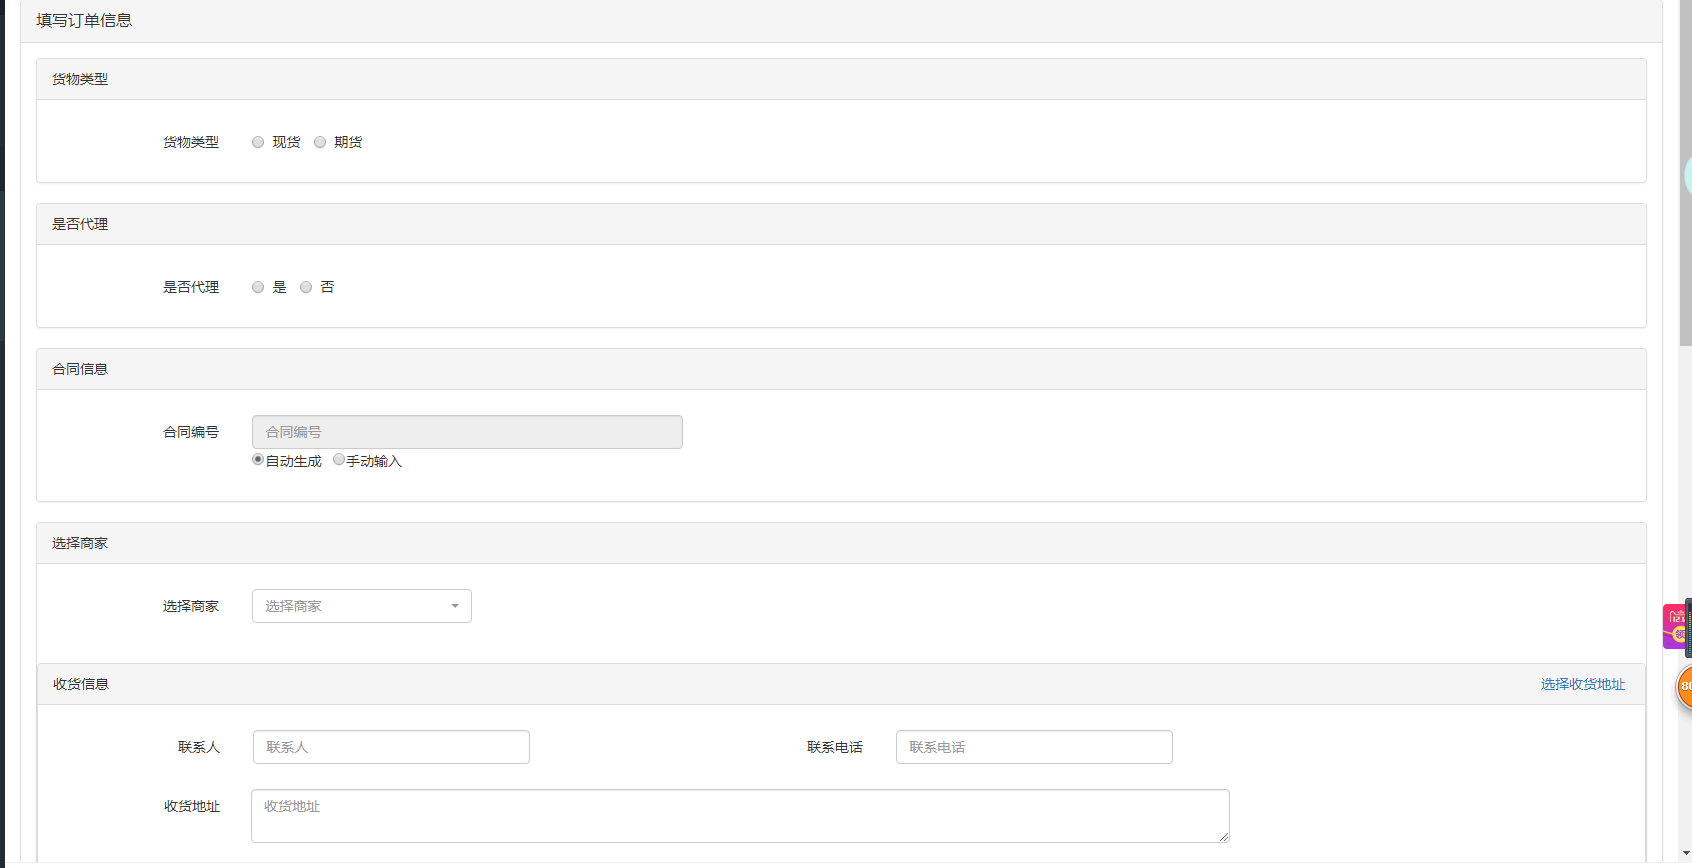 填写订单信息
货物类型
货物类型 现货 期货
是否代理
是否代理 是 否
合同信息
合同编号 合同编号
自动生成 手动输入
选择商家
选择商家 选择商家
收货信息 选择收货地址
联系人 联系人 联系电话 联系电话
收货地址 收货地址